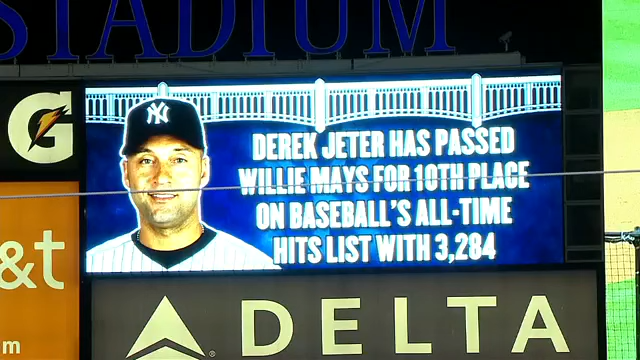 STADIUM
G
DEREK JETER HAS PASSED
WILLIE MAYS FOR 10TH PLACE
ON BASEBALL'S ALL-TIME
HITS LIST WITH 3,284
NY
&t
m
DELTA